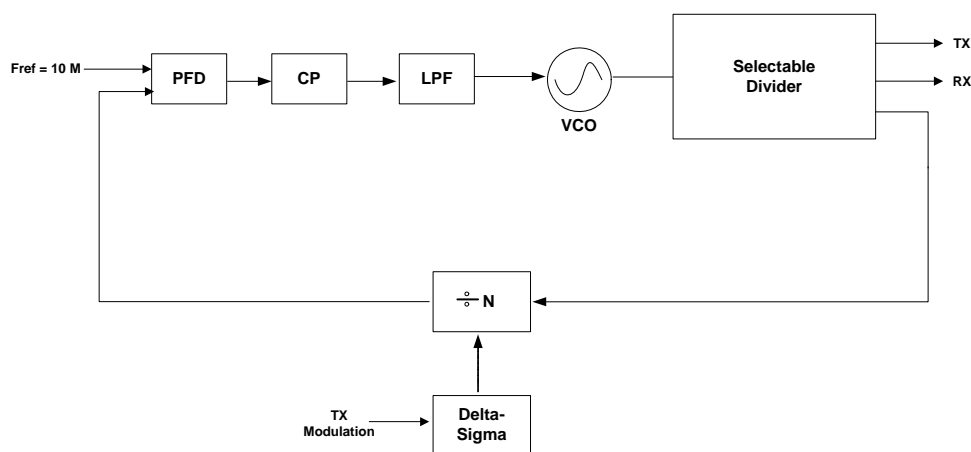 Fref = 10 M
PFD
CP
LPF
VCO
Selectable
Divider
TX
RX
÷ N
TX
Modulation
Delta-
Sigma